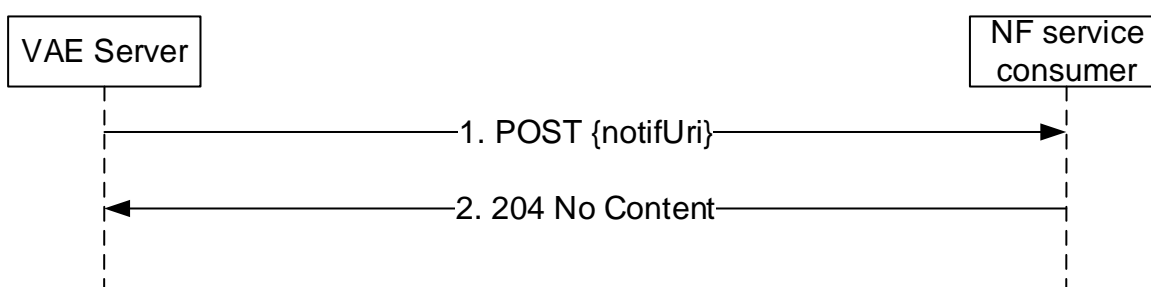 VAE Server
NF service
consumer
1. POST {notifUri}
2. 204 No Content